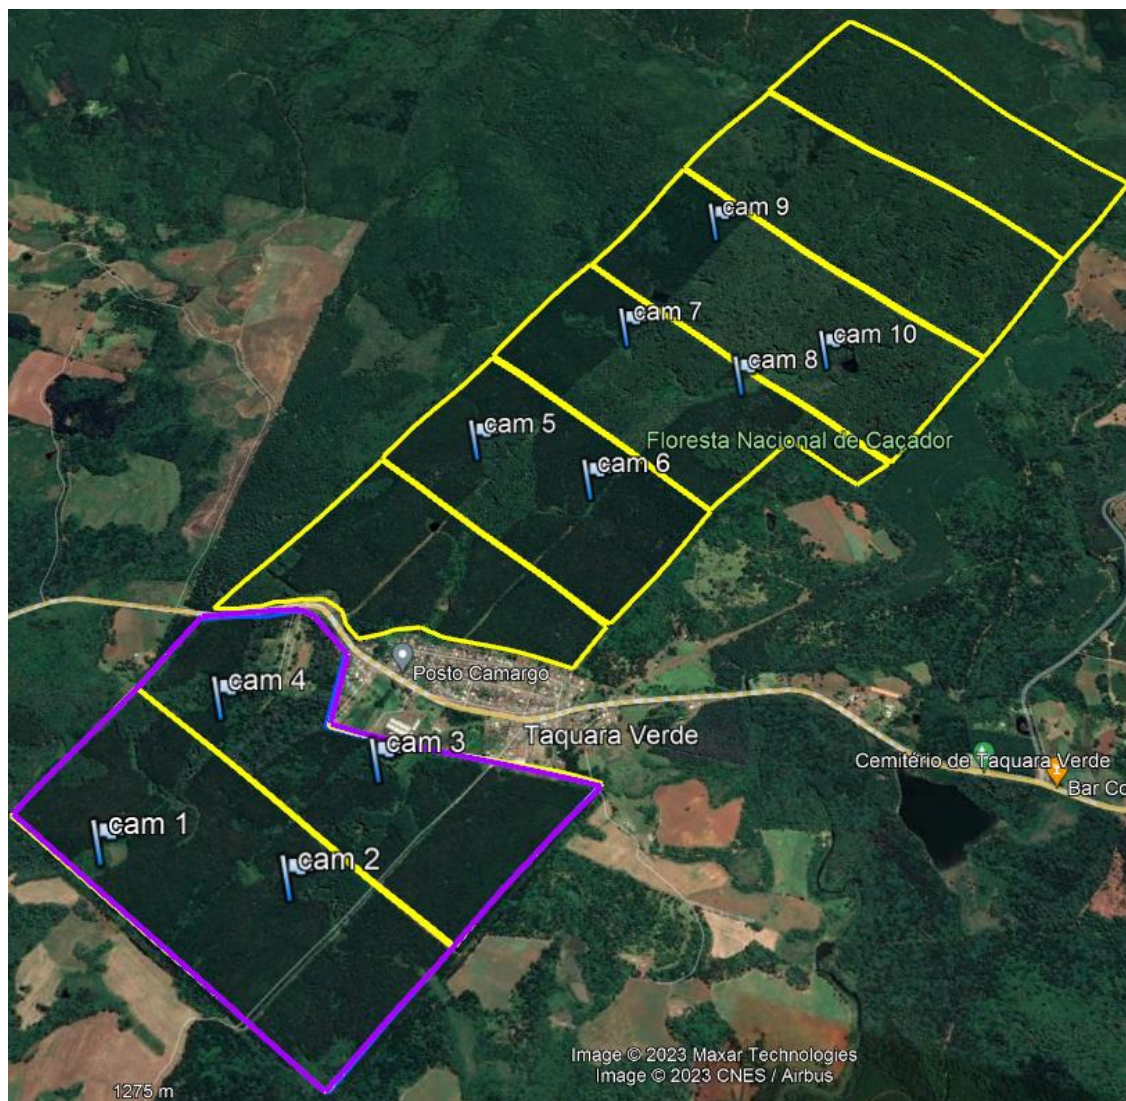 cam 9
cam 7
cam 10
cam 8
cam 5
Floresta Nacional de Caçador
cam 6
Posto Camargo
cam 4
Taquara Verde
cam 3
Cemitério de Taquara Verde
Bar Co
cam 1
cam 2
Image © 2023 Maxar Technologies
Image © 2023 CNES / Airbus
1275 m